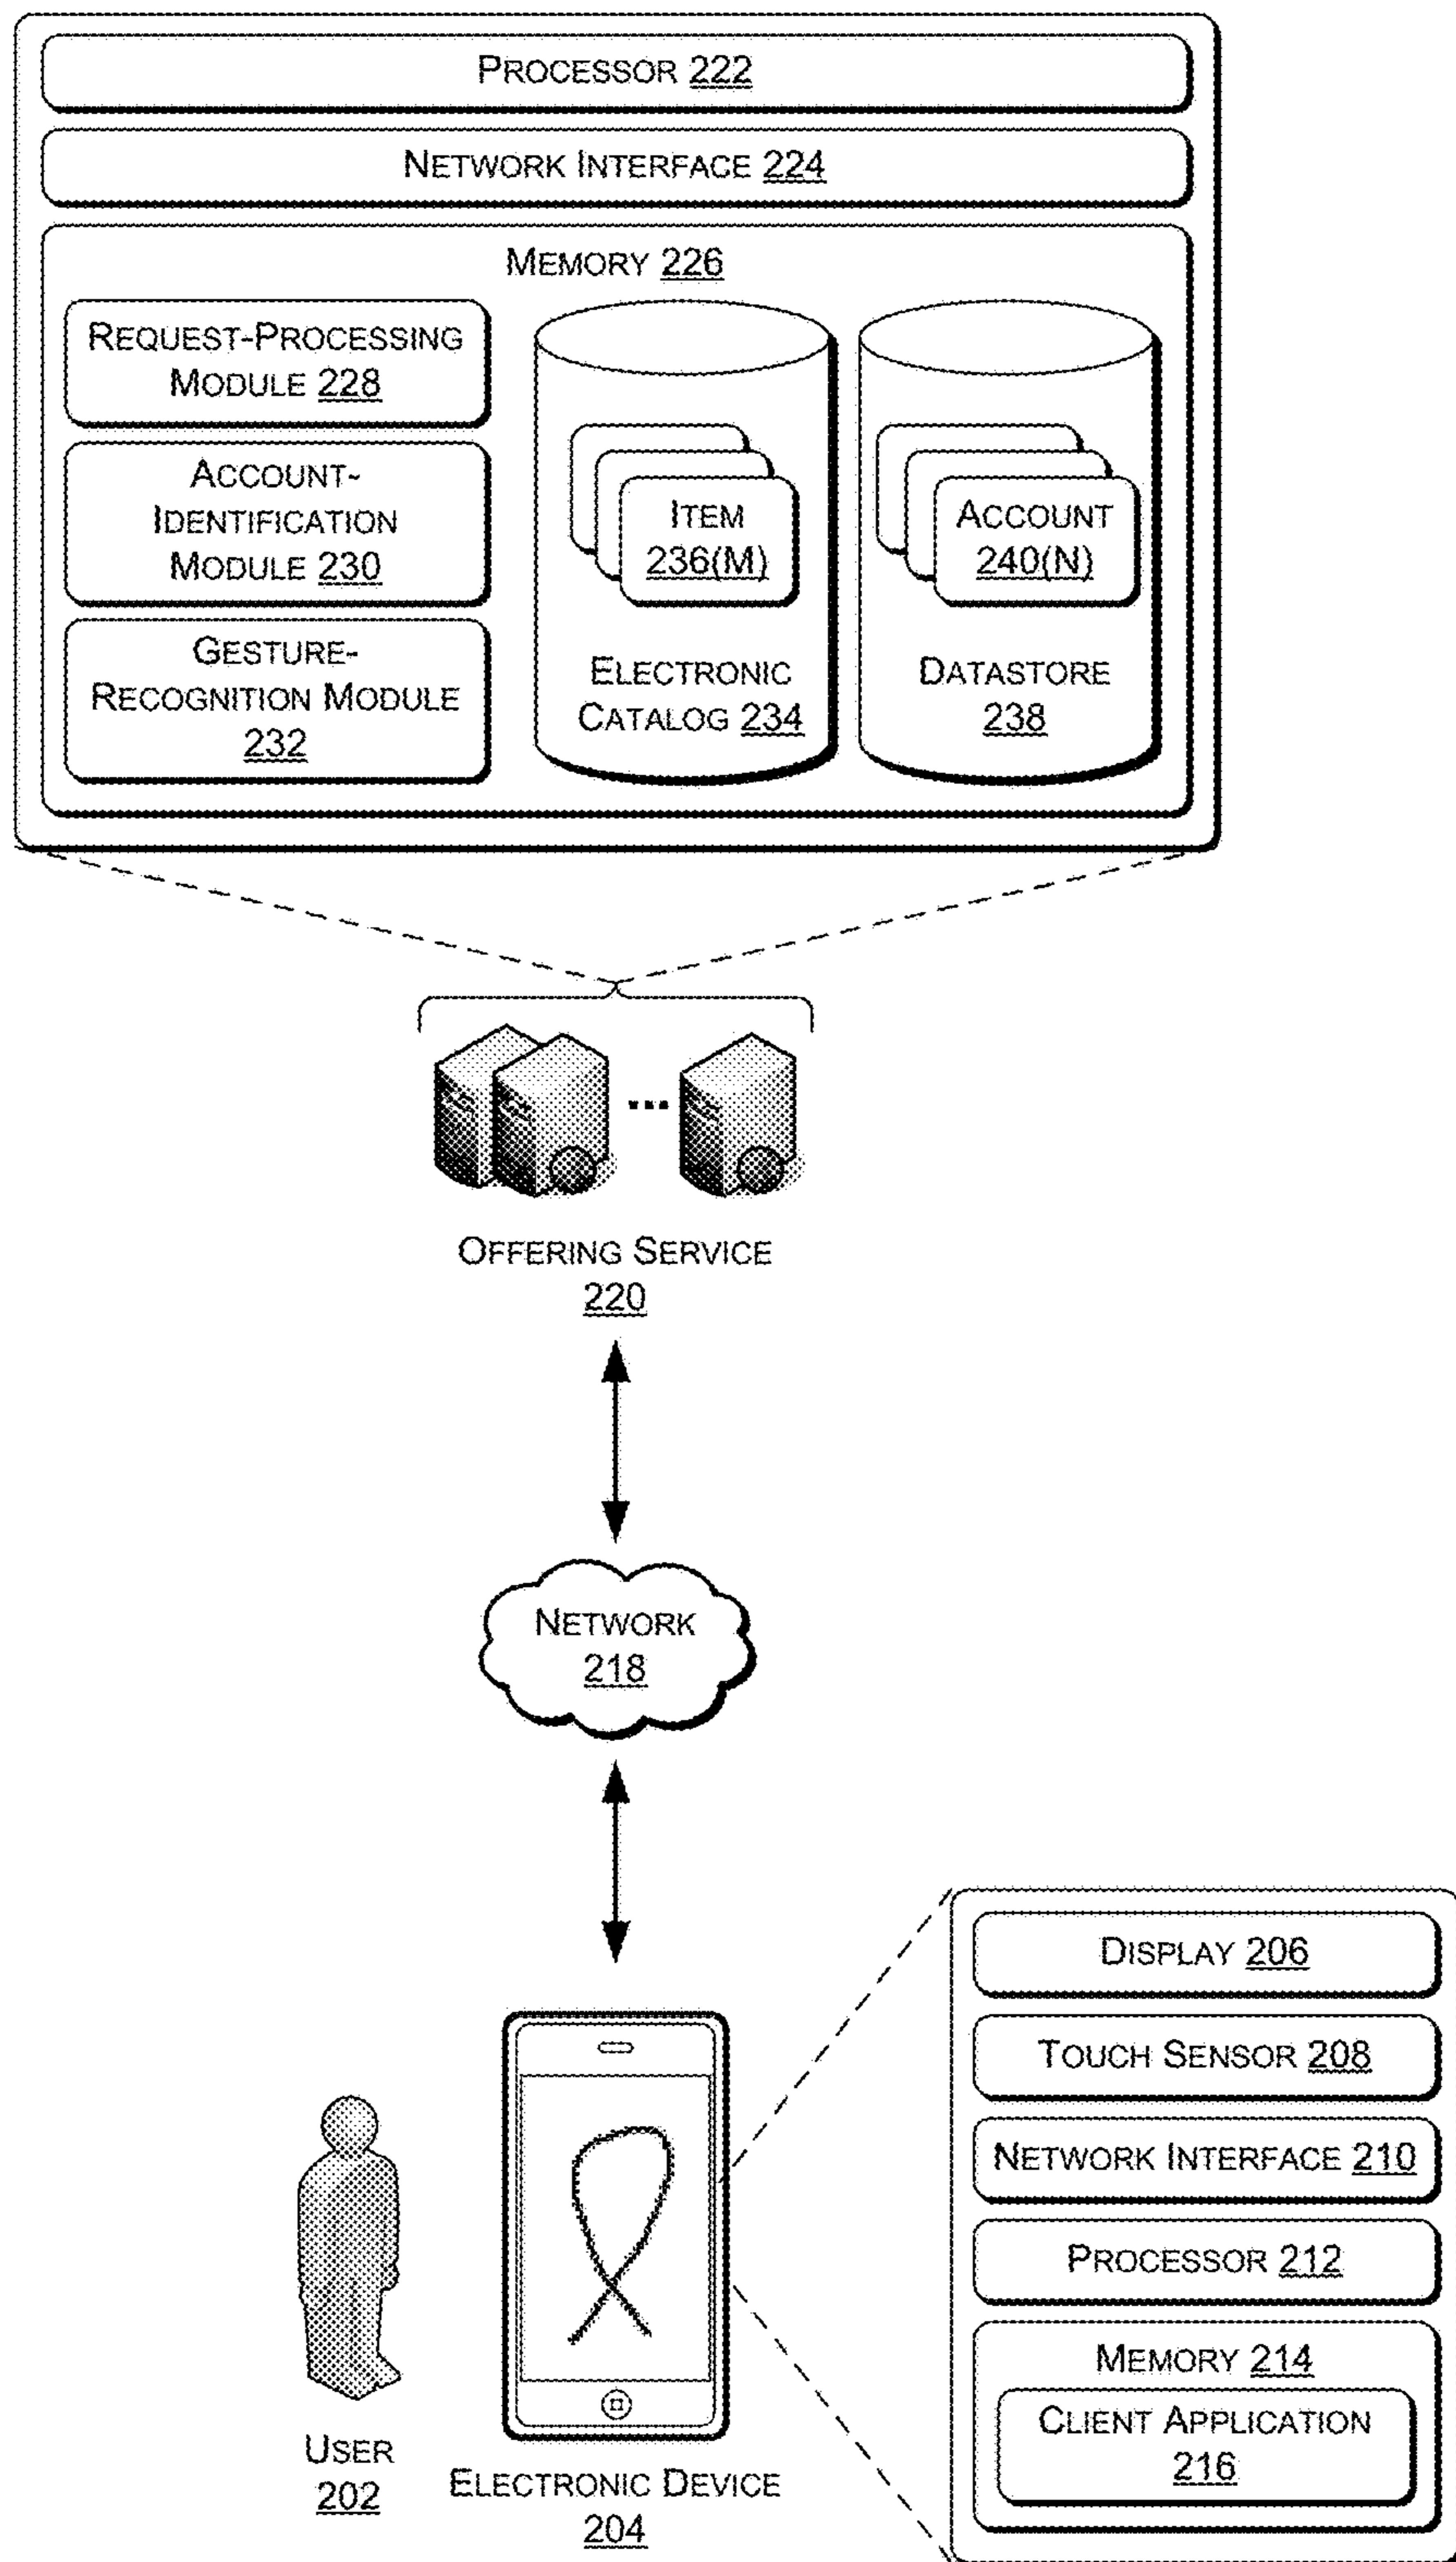 PROCESSOR 222
NETWORK INTERFACE 224
MEMORY 226
REQUEST-PROCESSING
MODULE 228
ACCOUNT-
IDENTIFICATION
MODULE 230
GESTURE-
RECOGNITION MODULE
232
ITEM
236(M)
ELECTRONIC
CATALOG 234
ACCOUNT
240(N)
DATASTORE
238
OFFERING SERVICE
220
NETWORK
218
USER
202
ELECTRONIC DEVICE
204
DISPLAY 206
TOUCH SENSOR 208
NETWORK INTERFACE 210
PROCESSOR 212
MEMORY 214
CLIENT APPLICATION
216